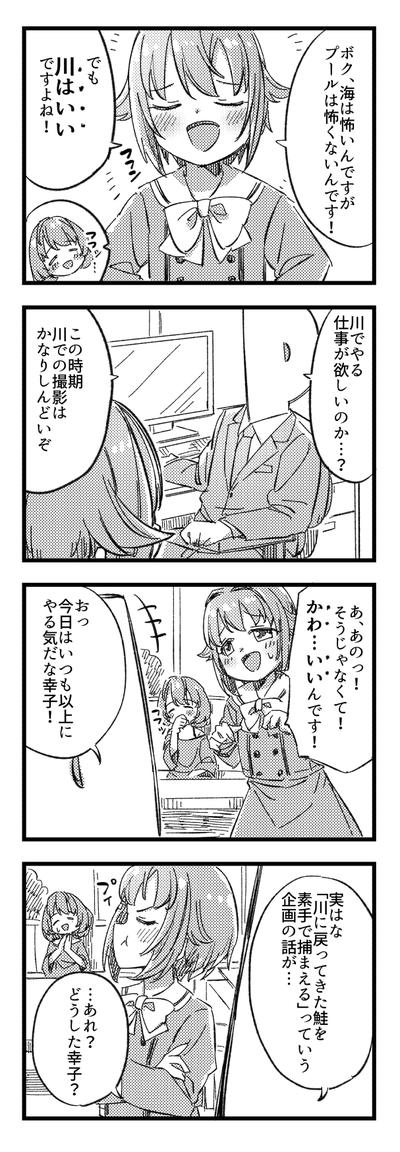 ボク、海は怖いんですが
プールは怖くないんです！
でも
川はいい
ですよね！
フフン…
川でやる
仕事が欲しいのか…？
この時期
川での撮影は
かなりしんどいぞ
あ、あのっ！
そうじゃなくて！
かわ…いいんです！
フフッ
おっ
今日はいつも以上に
やる気だな幸子！
実はな
「川に戻ってきた鮭を
素手で捕まえる」っていう
企画の話が…
プイ
…あれ？
どうした幸子？